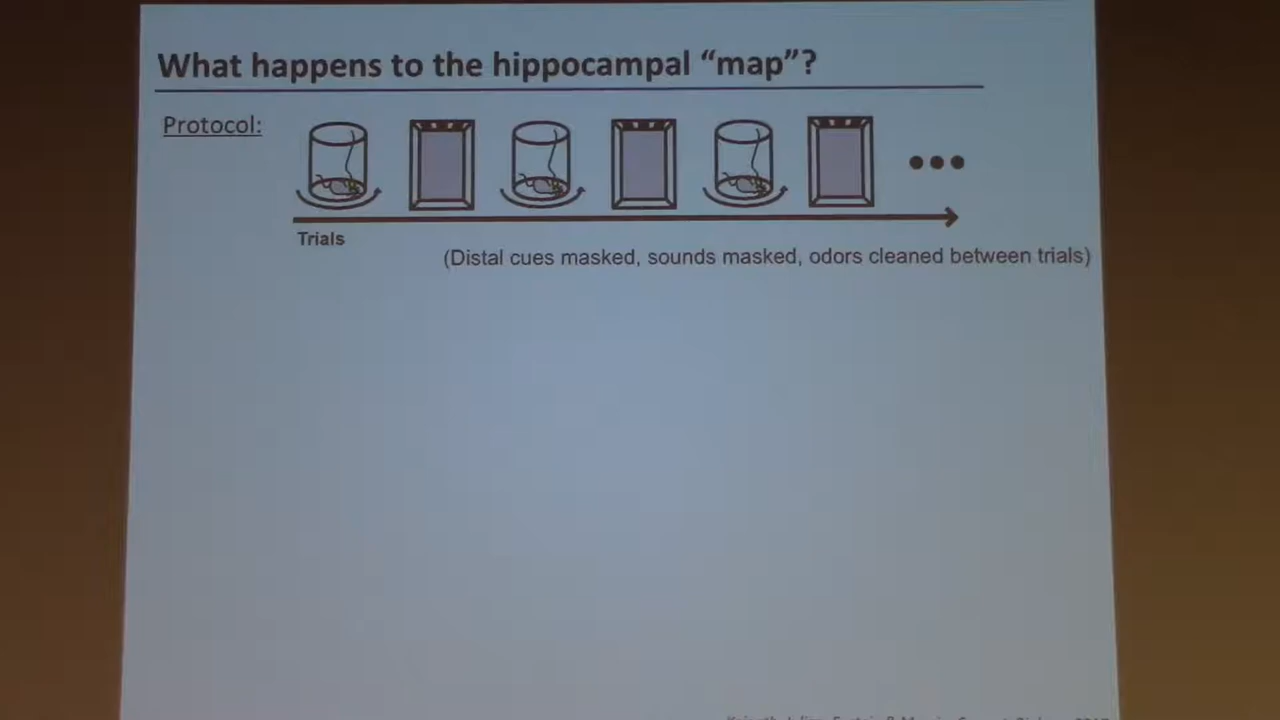 What happens to the hippocampal “map”?
Protocol:
Trials
(Distal cues masked, sounds masked, odors cleaned between trials)